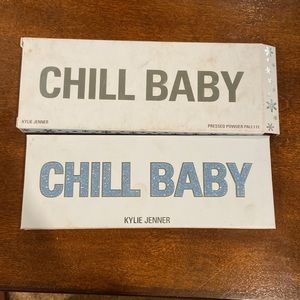 CHILL BABY
KYLIE JENNER
PRESSED POWDER PALETTE
CHILL BABY
KYLIE JENNER